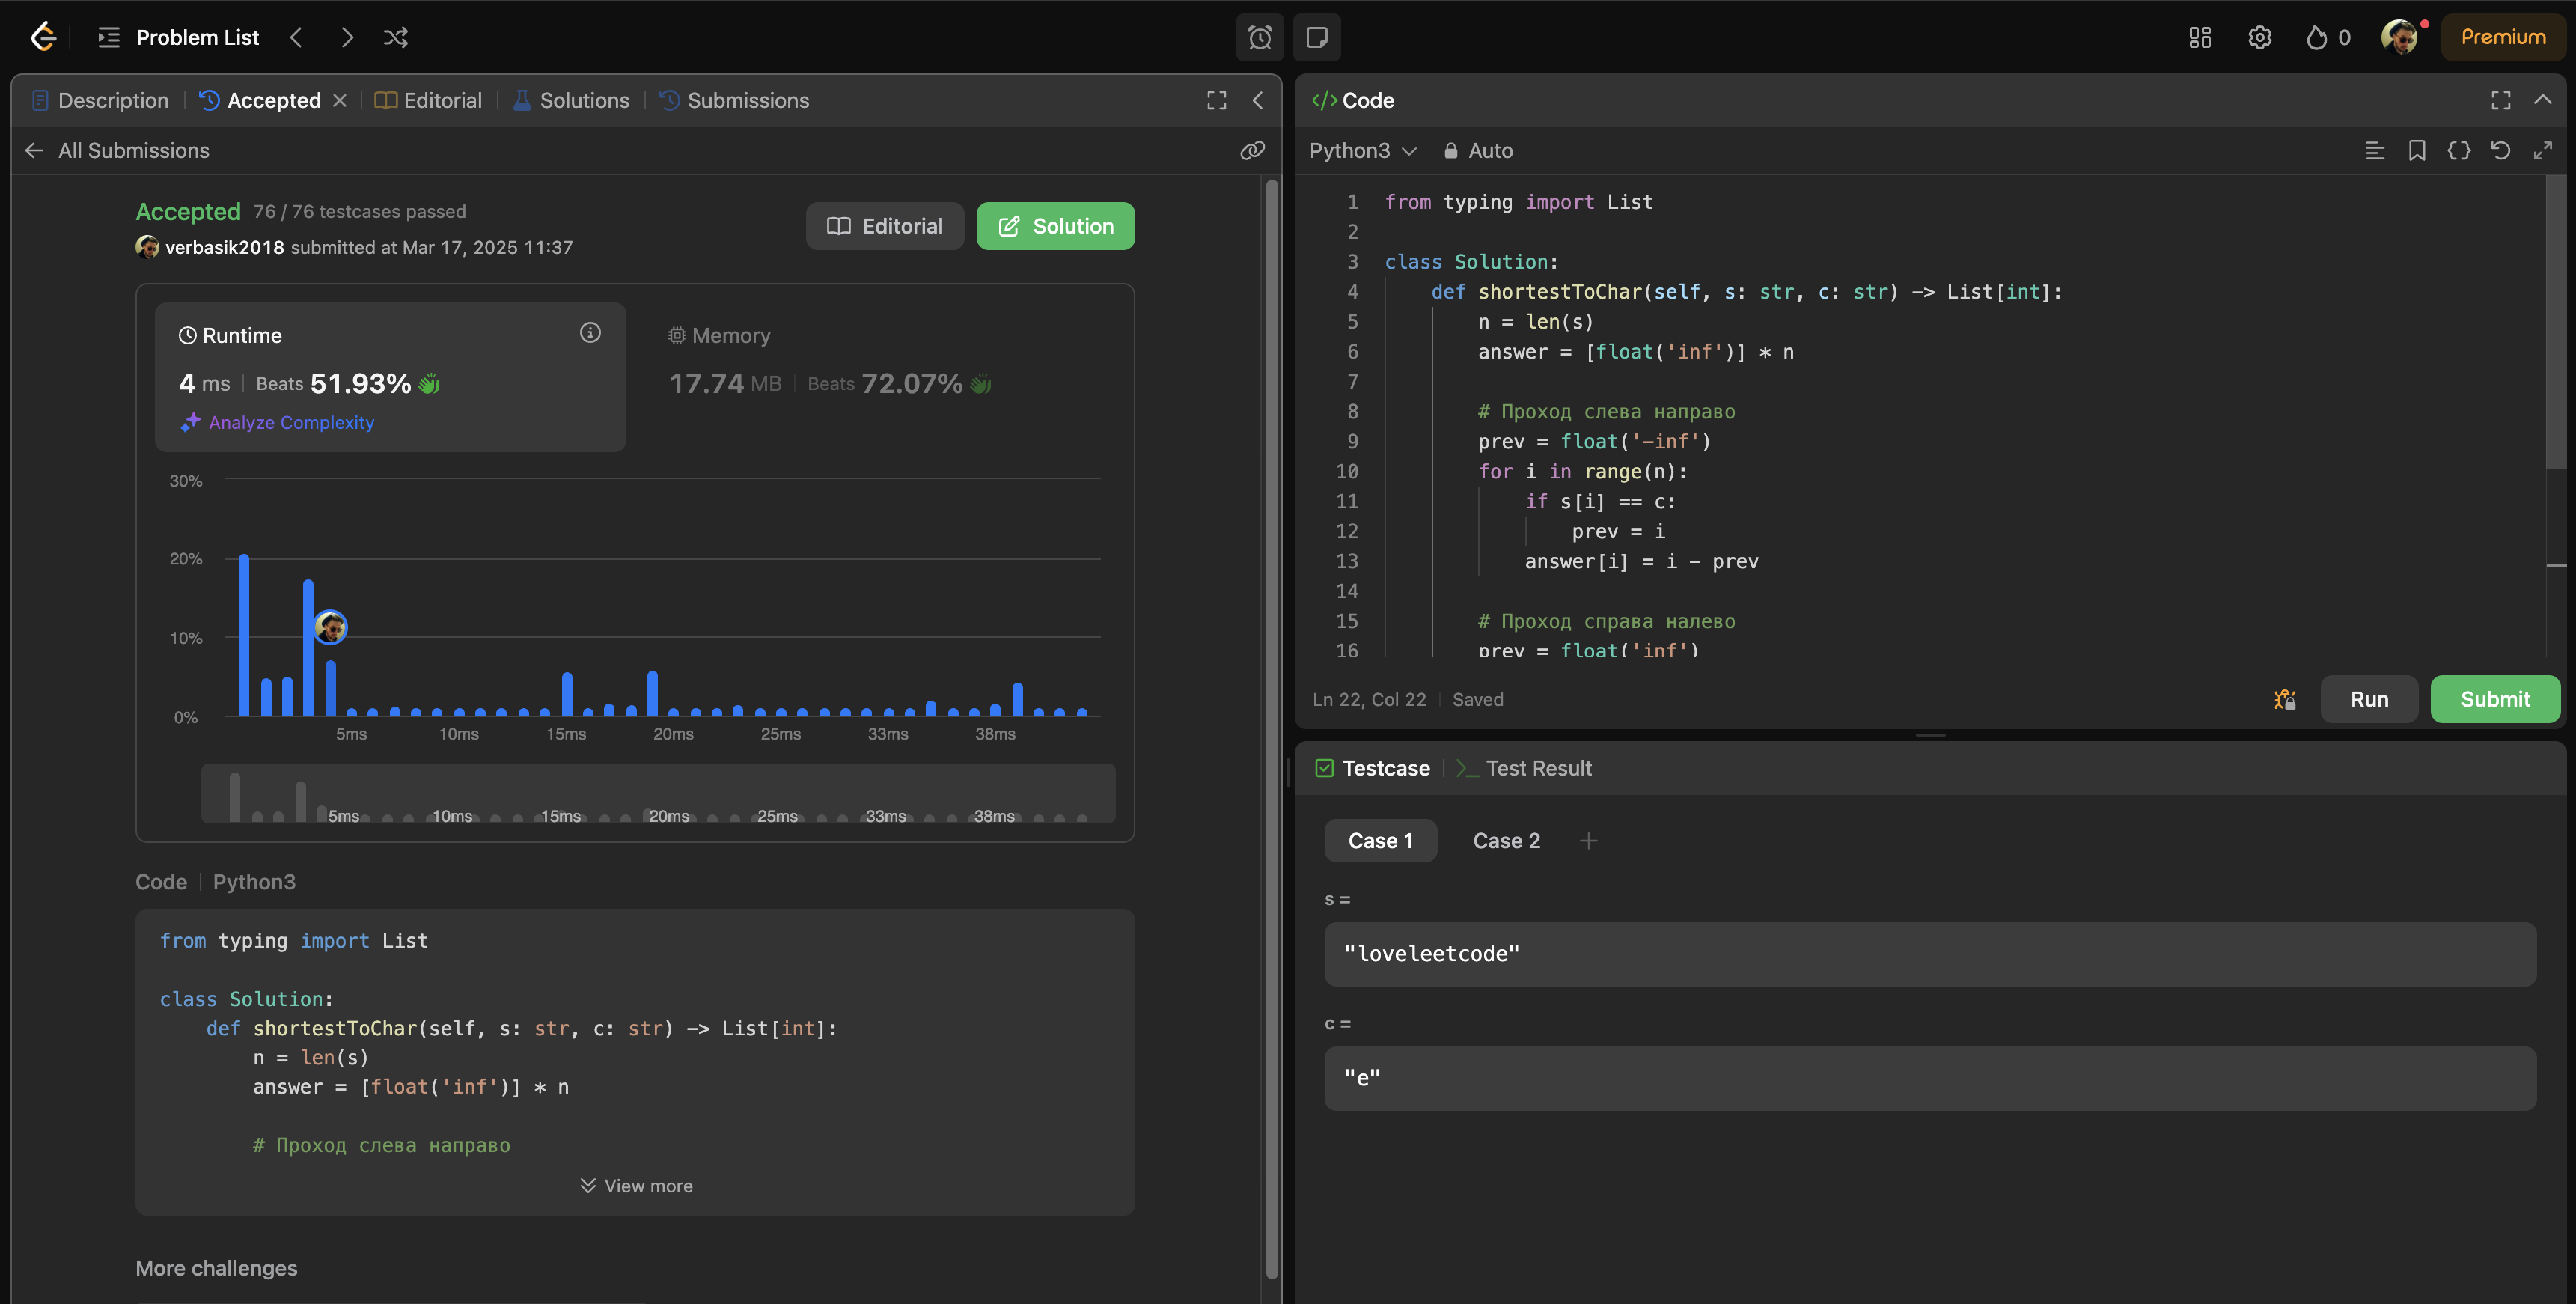 Problem List
0
Premium
Description
Accepted
Editorial
Solutions
Submissions
All Submissions
Accepted 76 / 76 testcases passed
verbasik2018 submitted at Mar 17, 2025 11:37
Editorial
Solution
Runtime
4 ms Beats 51.93%
Analyze Complexity
Memory
17.74 MB Beats 72.07%
30%
20%
10%
0%
5ms 10ms 15ms 20ms 25ms 33ms 38ms
5ms 10ms 15ms 20ms 25ms 33ms 38ms
Code Python3
from typing import List
class Solution:
def shortestToChar(self, s: str, c: str) -> List[int]:
n = len(s)
answer = [float('inf')] * n
# Проход слева направо
View more
More challenges
</> Code
Python3 Auto
1 from typing import List
2
3 class Solution:
4 def shortestToChar(self, s: str, c: str) -> List[int]:
5 n = len(s)
6 answer = [float('inf')] * n
7
8 # Проход слева направо
9 prev = float('-inf')
10 for i in range(n):
11 if s[i] == c:
12 prev = i
13 answer[i] = i - prev
14
15 # Проход справа налево
16 prev = float('inf')
Ln 22, Col 22 Saved
Run
Submit
Testcase
>_ Test Result
Case 1
Case 2
+
s =
"loveleetcode"
c =
"e"